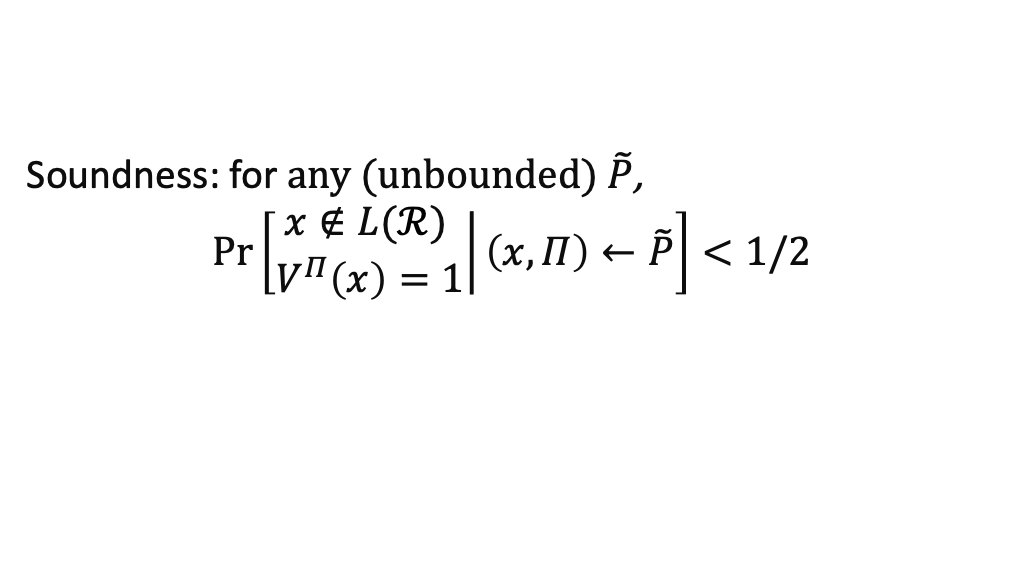 Soundness: for any (unbounded) P̃,
Pr[x ∉ L(ℛ) V^Π(x) = 1 | (x, Π) ← P̃] < 1/2